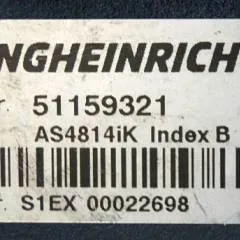 NGHEINRICH
r. 51159321
AS4814iK Index B
r. S1EX 00022698